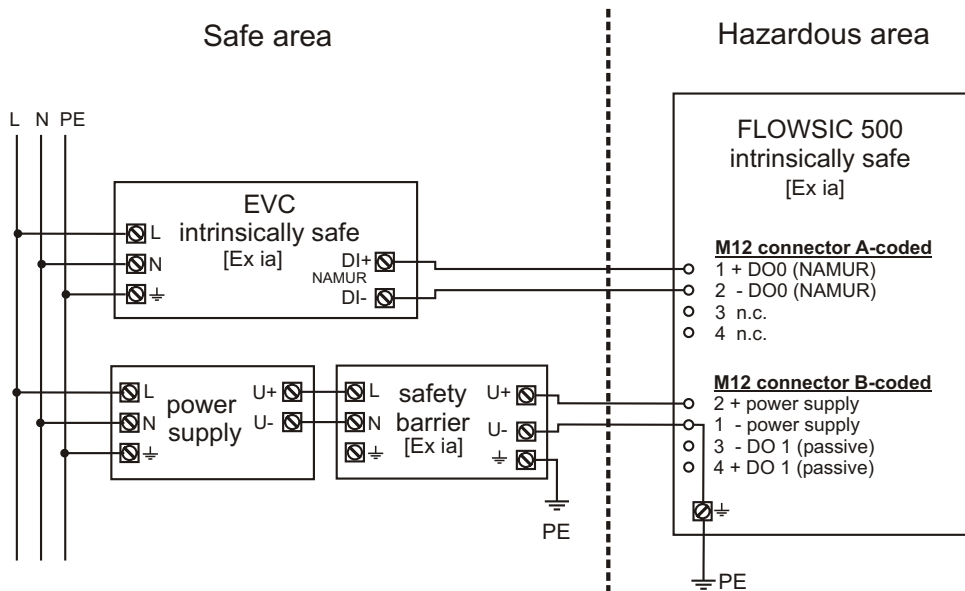 Safe area
Hazardous area
L N PE
EVC
intrinsically safe
[Ex ia]
L
N
DI+
NAMUR
DI-
FLOWSIC 500
intrinsically safe
[Ex ia]
M12 connector A-coded
1 + DO0 (NAMUR)
2 - DO0 (NAMUR)
3 n.c.
4 n.c.
power
supply
L
N
U+
U-
safety
barrier
[Ex ia]
L
N
U+
U-
PE
M12 connector B-coded
2 + power supply
1 - power supply
3 - DO 1 (passive)
4 + DO 1 (passive)
PE